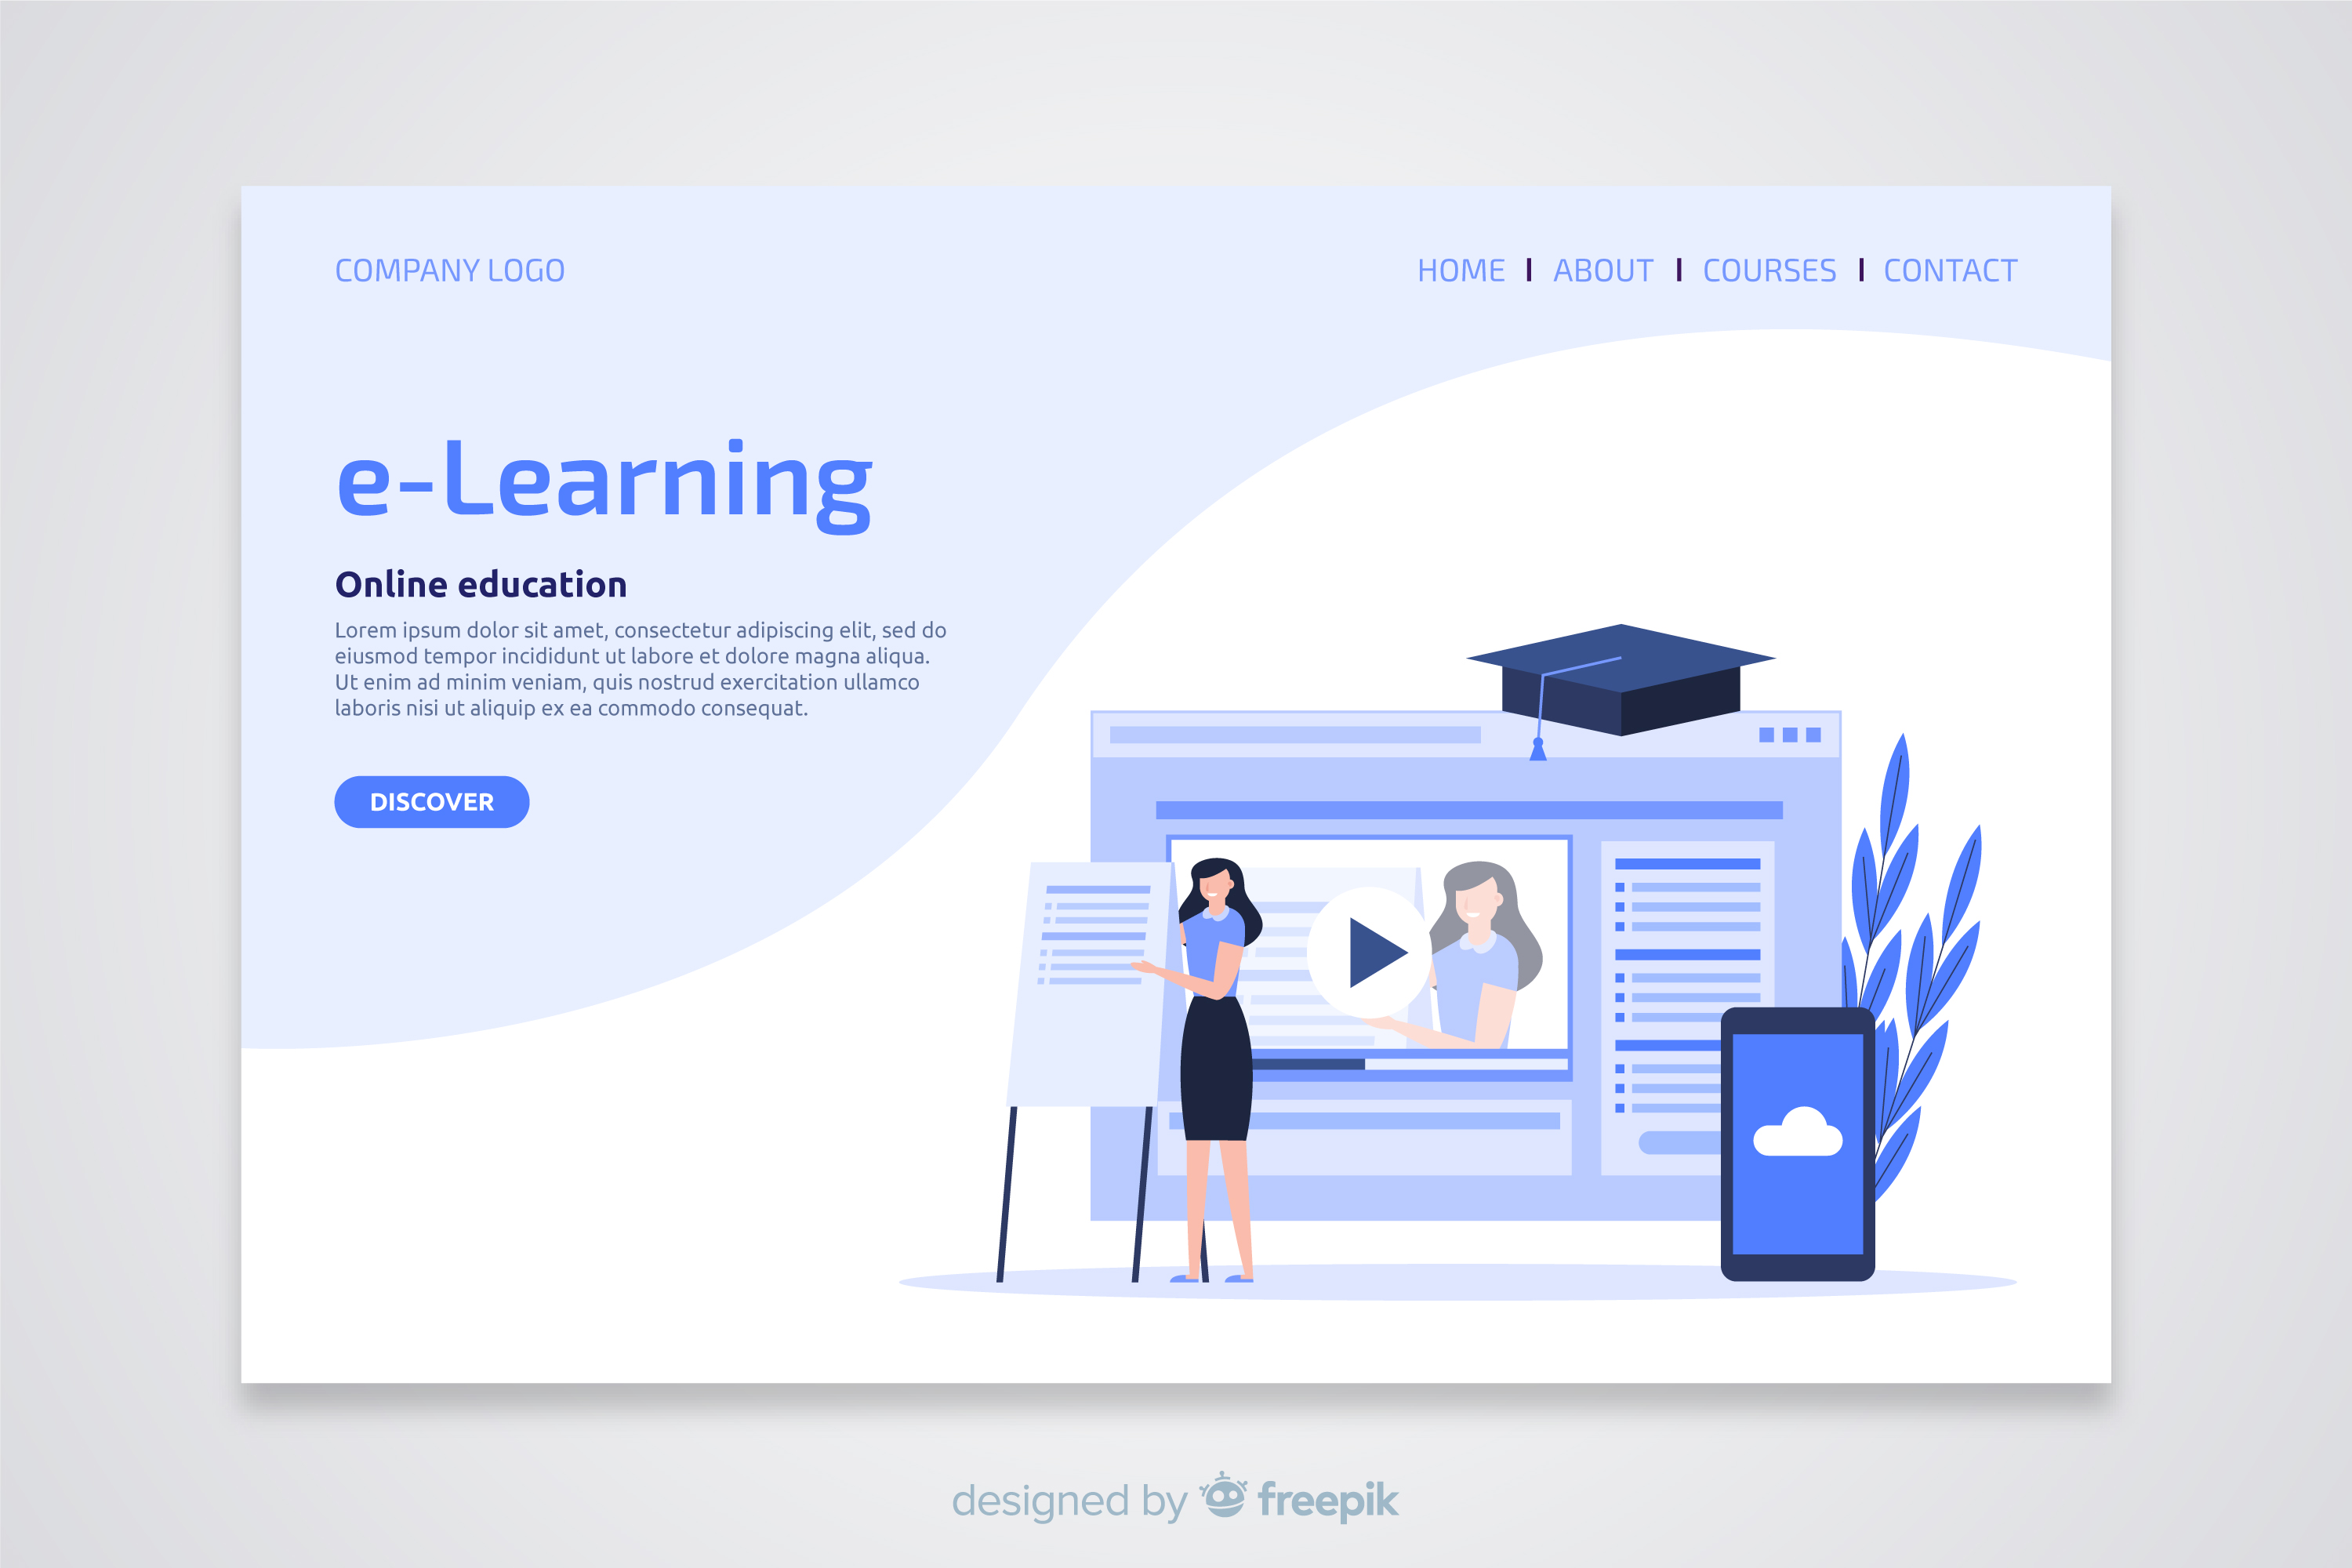 COMPANY LOGO
HOME | ABOUT | COURSES | CONTACT
e-Learning
Online education
Lorem ipsum dolor sit amet, consectetur adipiscing elit, sed do
eiusmod tempor incididunt ut labore et dolore magna aliqua.
Ut enim ad minim veniam, quis nostrud exercitation ullamco
laboris nisi ut aliquip ex ea commodo consequat.
DISCOVER
designed by freepik